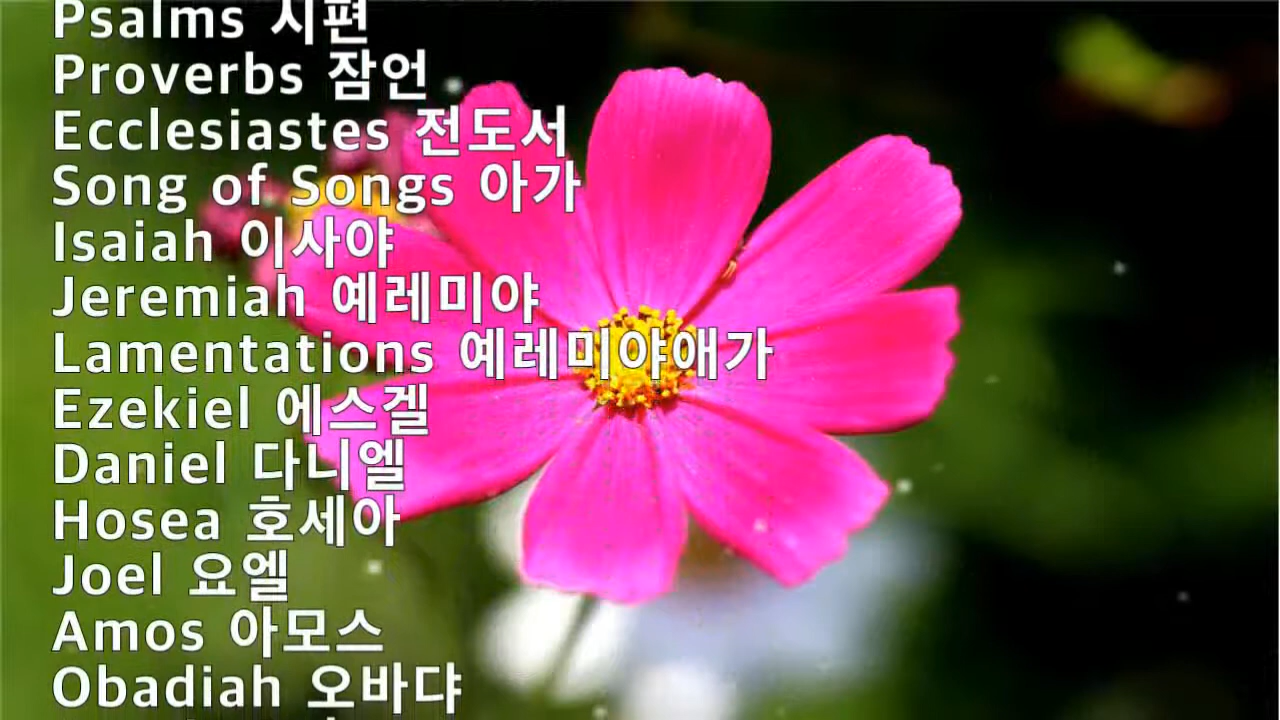 Psalms 시편
Proverbs 잠언
Ecclesiastes 전도서
Song of Songs 아가
Isaiah 이사야
Jeremiah 예레미야
Lamentations 예레미야애가
Ezekiel 에스겔
Daniel 다니엘
Hosea 호세아
Joel 요엘
Amos 아모스
Obadiah 오바댜